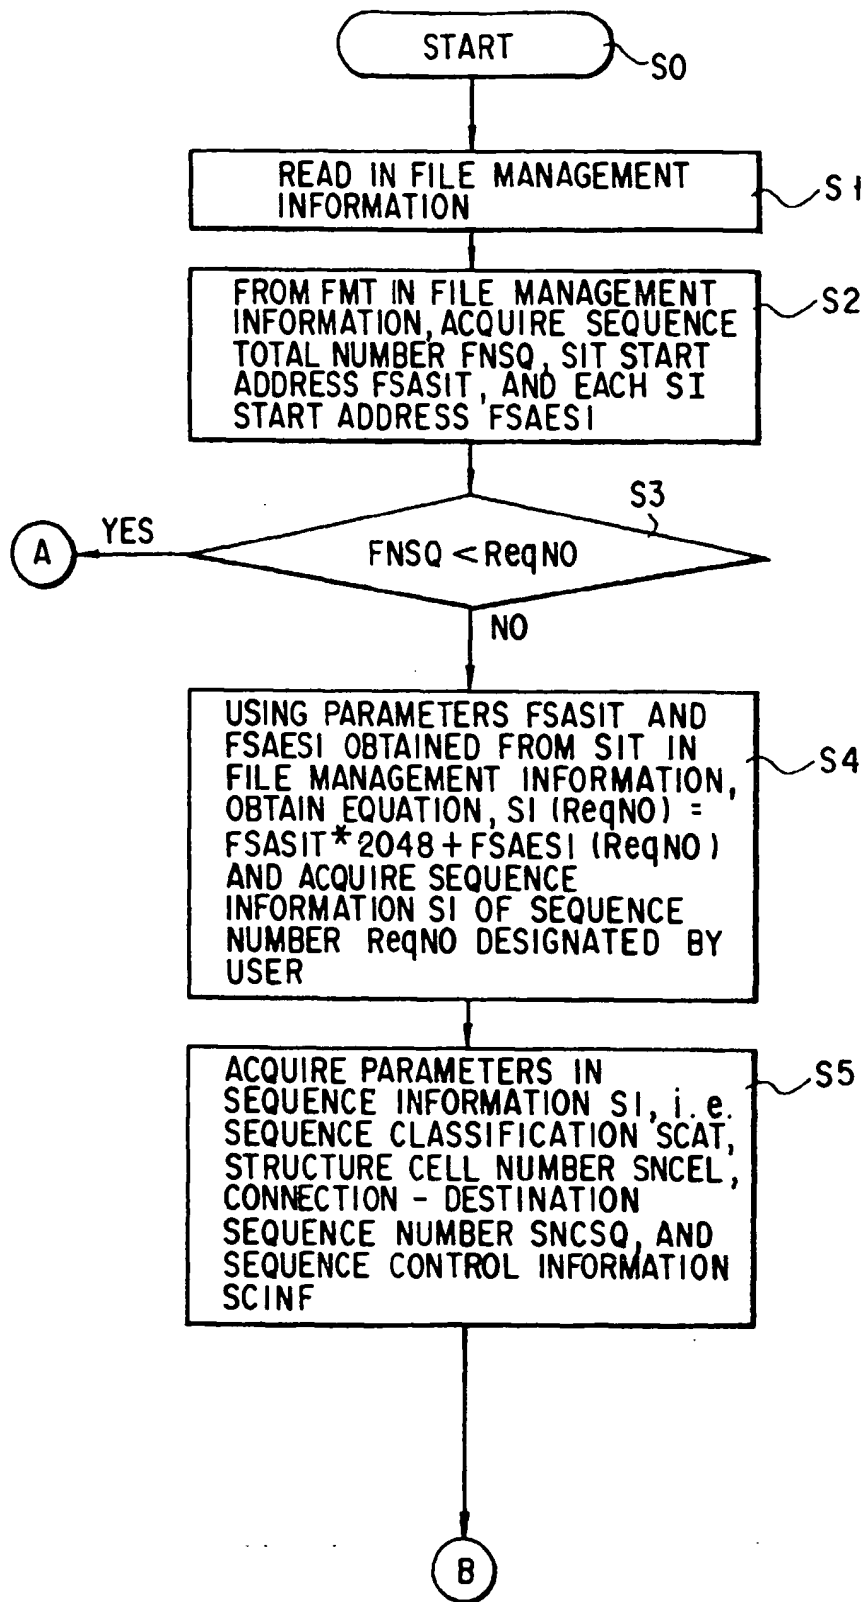 START
S0
READ IN FILE MANAGEMENT
INFORMATION
S1
FROM FMT IN FILE MANAGEMENT
INFORMATION, ACQUIRE SEQUENCE
TOTAL NUMBER FNSQ, SIT START
ADDRESS FSASIT, AND EACH SI
START ADDRESS FSAESI
S2
S3
FNSQ < ReqNO
YES
A
NO
USING PARAMETERS FSASIT AND
FSAESI OBTAINED FROM SIT IN
FILE MANAGEMENT INFORMATION,
OBTAIN EQUATION, SI (ReqNO) =
FSASIT*2048+FSAESI (ReqNO)
AND ACQUIRE SEQUENCE
INFORMATION SI OF SEQUENCE
NUMBER ReqNO DESIGNATED BY
USER
S4
ACQUIRE PARAMETERS IN
SEQUENCE INFORMATION SI, i.e.
SEQUENCE CLASSIFICATION SCAT,
STRUCTURE CELL NUMBER SNCEL,
CONNECTION - DESTINATION
SEQUENCE NUMBER SNCSQ, AND
SEQUENCE CONTROL INFORMATION
SCINF
S5
B